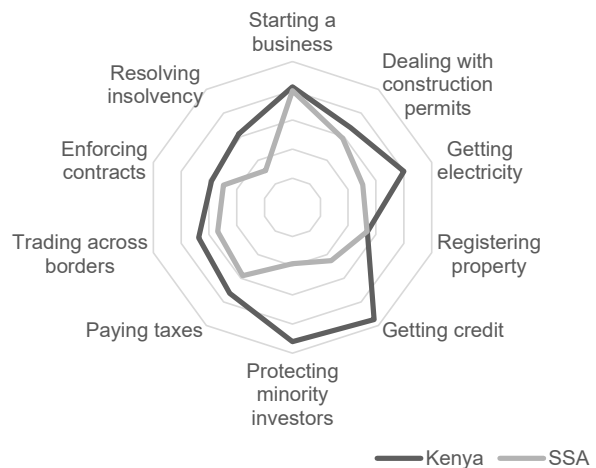 Starting a
business
Dealing with
construction
permits
Getting
electricity
Registering
property
Getting credit
Protecting
minority
investors
Paying taxes
Trading across
borders
Enforcing
contracts
Resolving
insolvency
Kenya
SSA